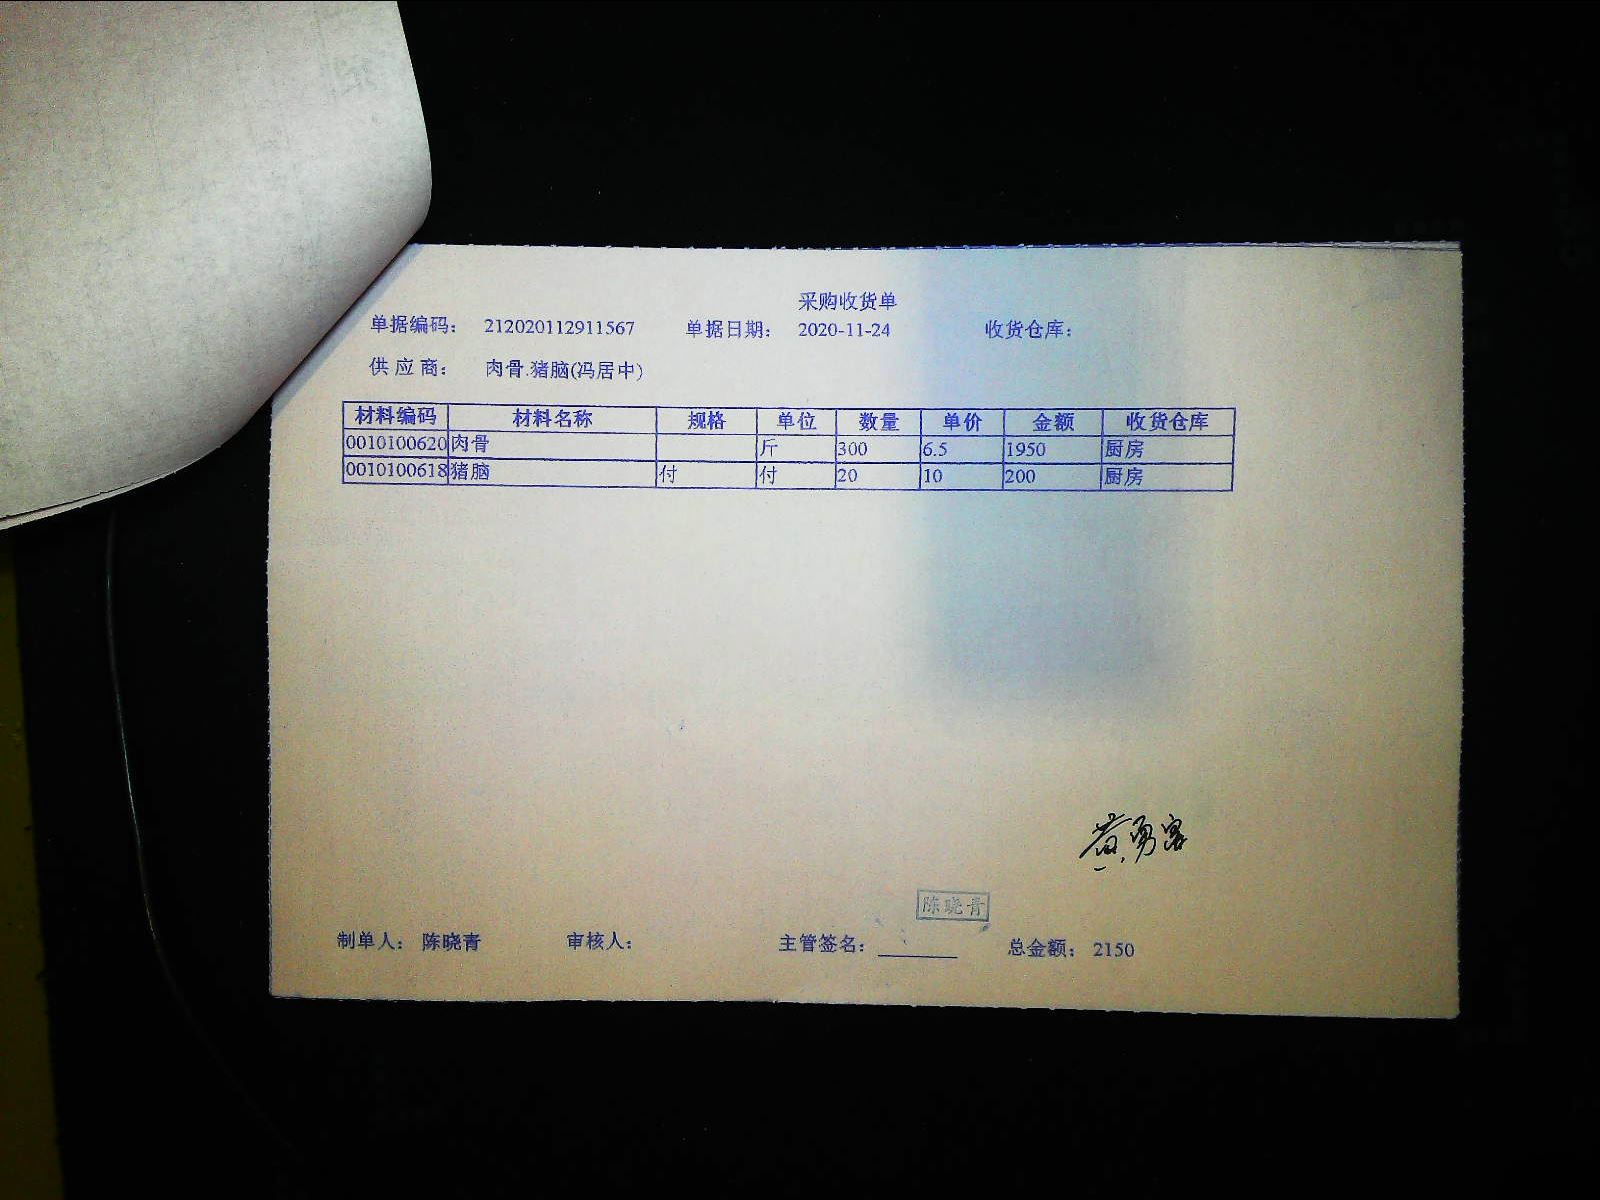 采购收货单
单据编码： 212020112911567 单据日期： 2020-11-24 收货仓库：
供 应 商： 肉骨.猪脑(冯居中)
材料编码 材料名称 规格 单位 数量 单价 金额 收货仓库
0010100620 肉骨 斤 300 6.5 1950 厨房
0010100618 猪脑 付 付 20 10 200 厨房
黄勇客
陈晓青
制单人： 陈晓青 审核人： 主管签名： 总金额： 2150